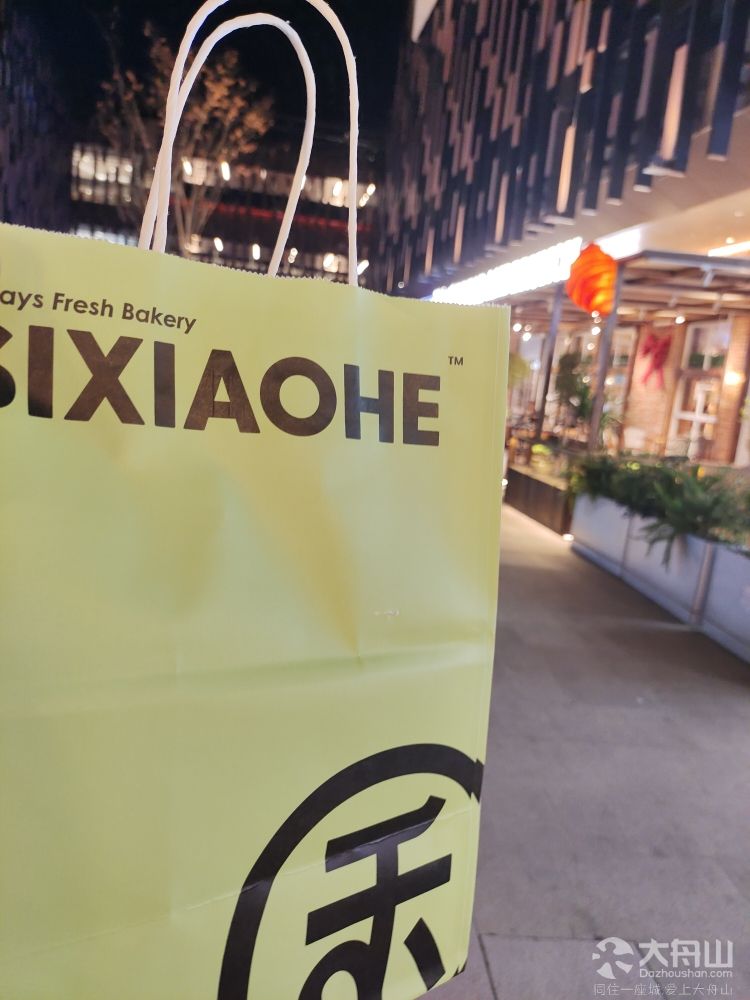 ays Fresh Bakery
SIXIAOHE™
禾
大舟山
Dazhoushan.com
同住一座城,爱上大舟山